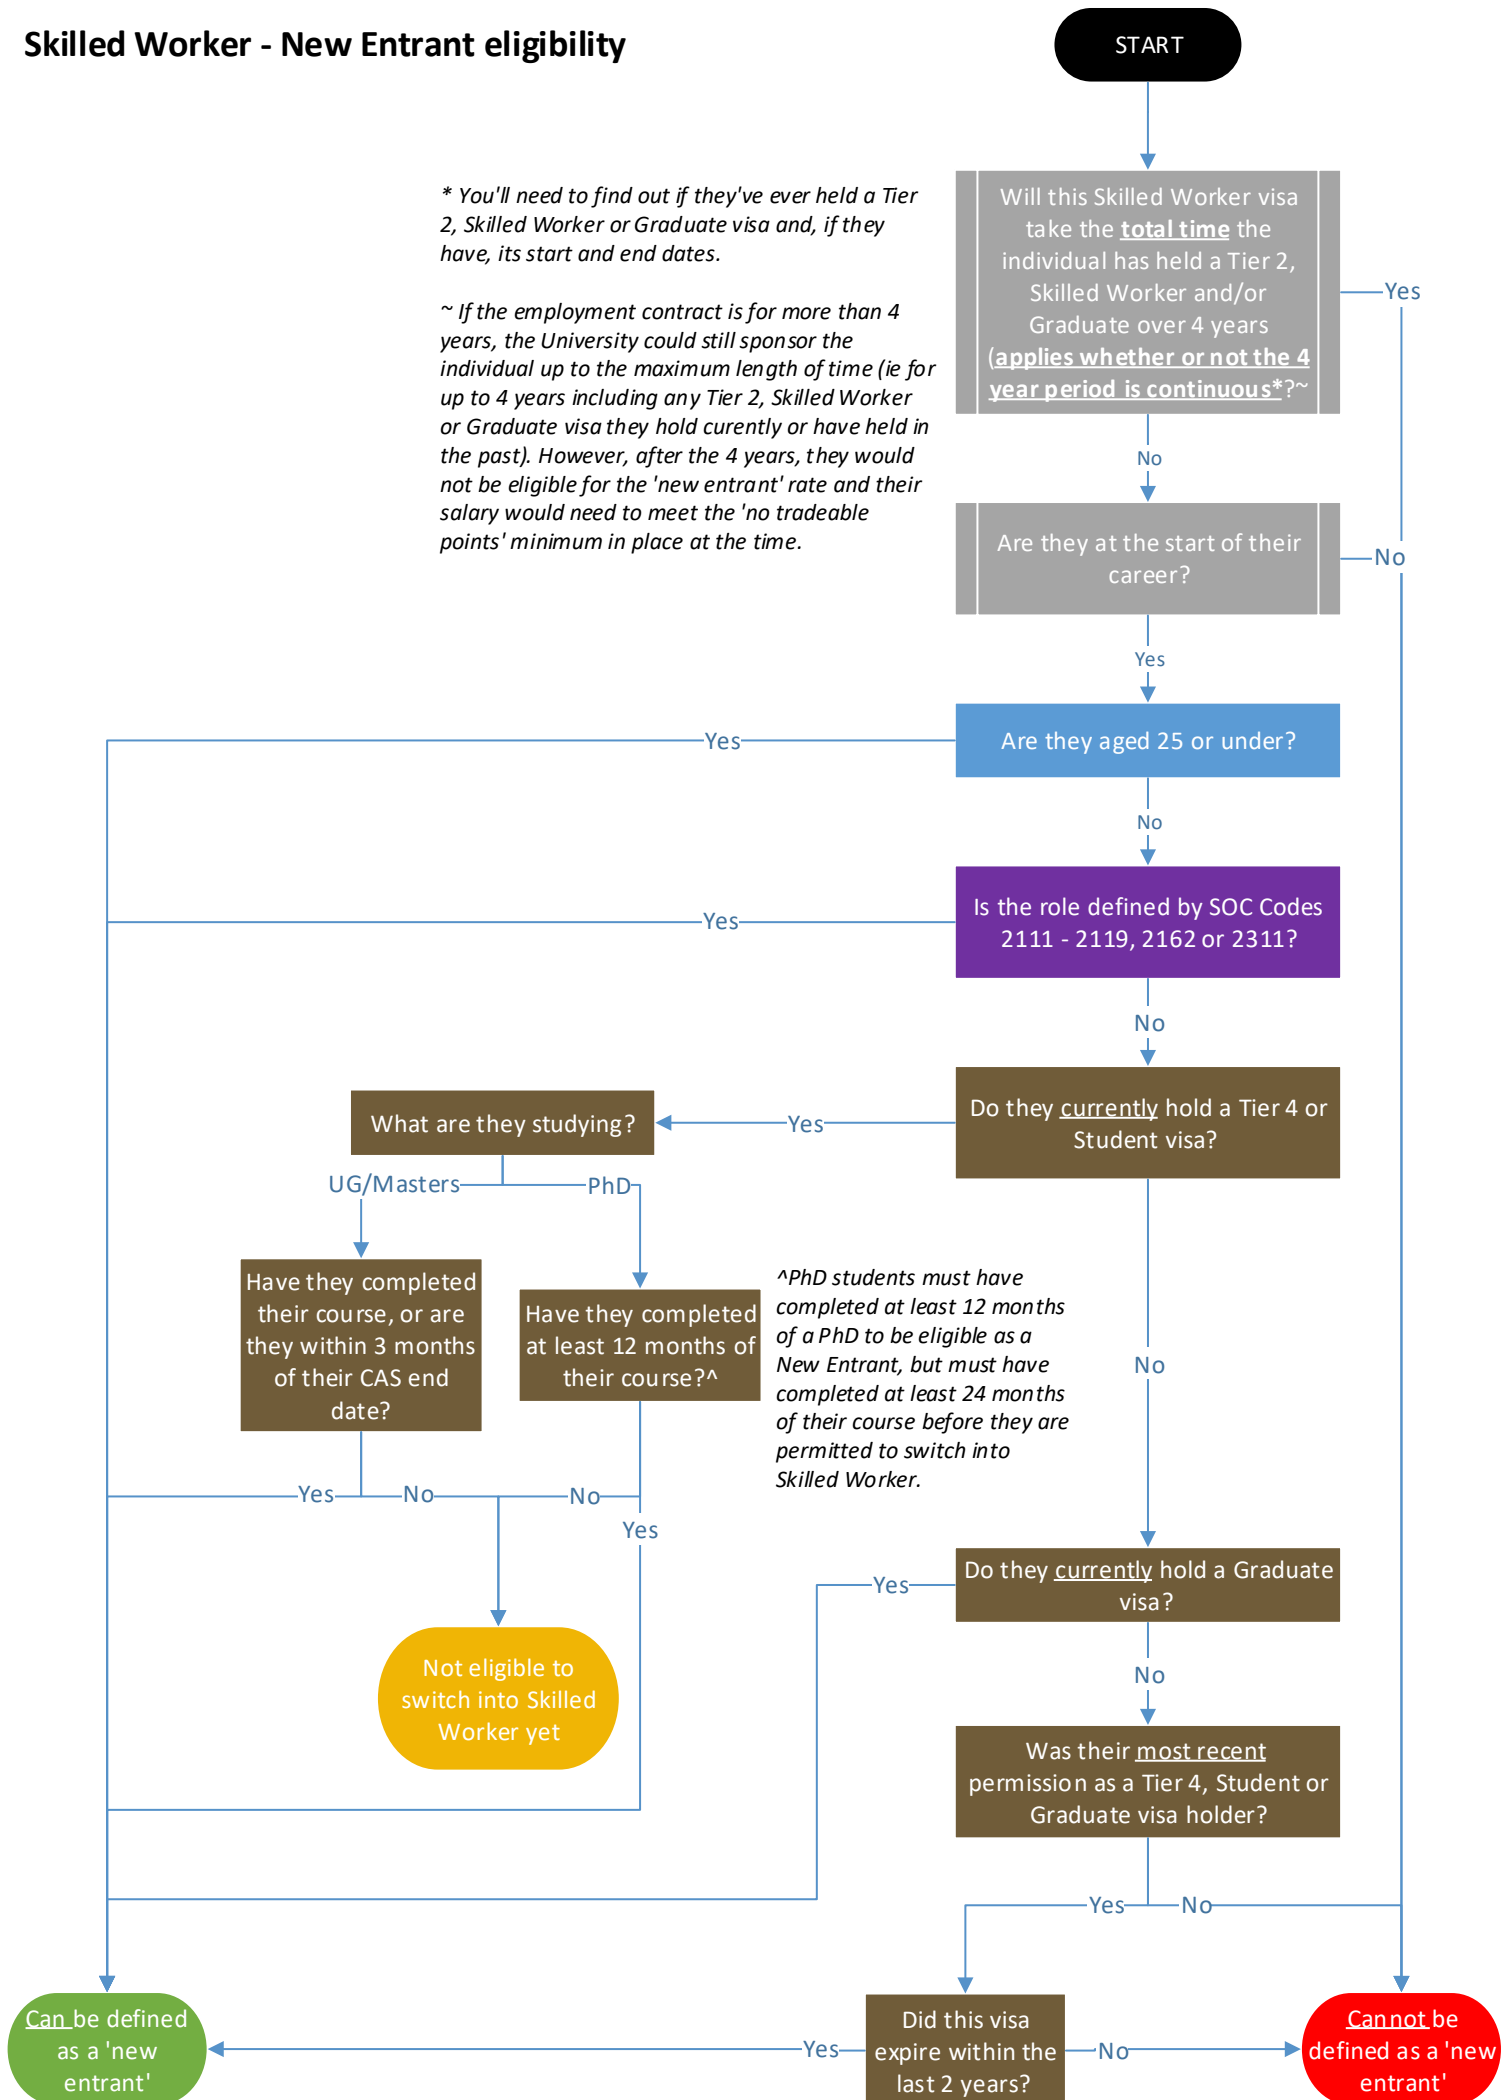 Skilled Worker - New Entrant eligibility
START
* You'll need to find out if they've ever held a Tier
2, Skilled Worker or Graduate visa and, if they
have, its start and end dates.
~ If the employment contract is for more than 4
years, the University could still sponsor the
individual up to the maximum length of time (ie for
up to 4 years including any Tier 2, Skilled Worker
or Graduate visa they hold curently or have held in
the past). However, after the 4 years, they would
not be eligible for the 'new entrant' rate and their
salary would need to meet the 'no tradeable
points' minimum in place at the time.
Will this Skilled Worker visa
take the total time the
individual has held a Tier 2,
Skilled Worker and/or
Graduate over 4 years
(applies whether or not the 4
year period is continuous*?~
Yes
No
Are they at the start of their
career?
No
Yes
Are they aged 25 or under?
Yes
No
Is the role defined by SOC Codes
2111 - 2119, 2162 or 2311?
Yes
No
Do they currently hold a Tier 4 or
Student visa?
Yes
What are they studying?
UG/Masters
PhD
Have they completed
their course, or are
they within 3 months
of their CAS end
date?
Have they completed
at least 12 months of
their course?^
^PhD students must have
completed at least 12 months
of a PhD to be eligible as a
New Entrant, but must have
completed at least 24 months
of their course before they are
permitted to switch into
Skilled Worker.
No
Yes
No
No
Yes
Not eligible to
switch into Skilled
Worker yet
Do they currently hold a Graduate
visa?
Yes
No
Was their most recent
permission as a Tier 4, Student or
Graduate visa holder?
Yes
No
Can be defined
as a 'new
entrant'
Yes
Did this visa
expire within the
last 2 years?
No
Cannot be
defined as a 'new
entrant'